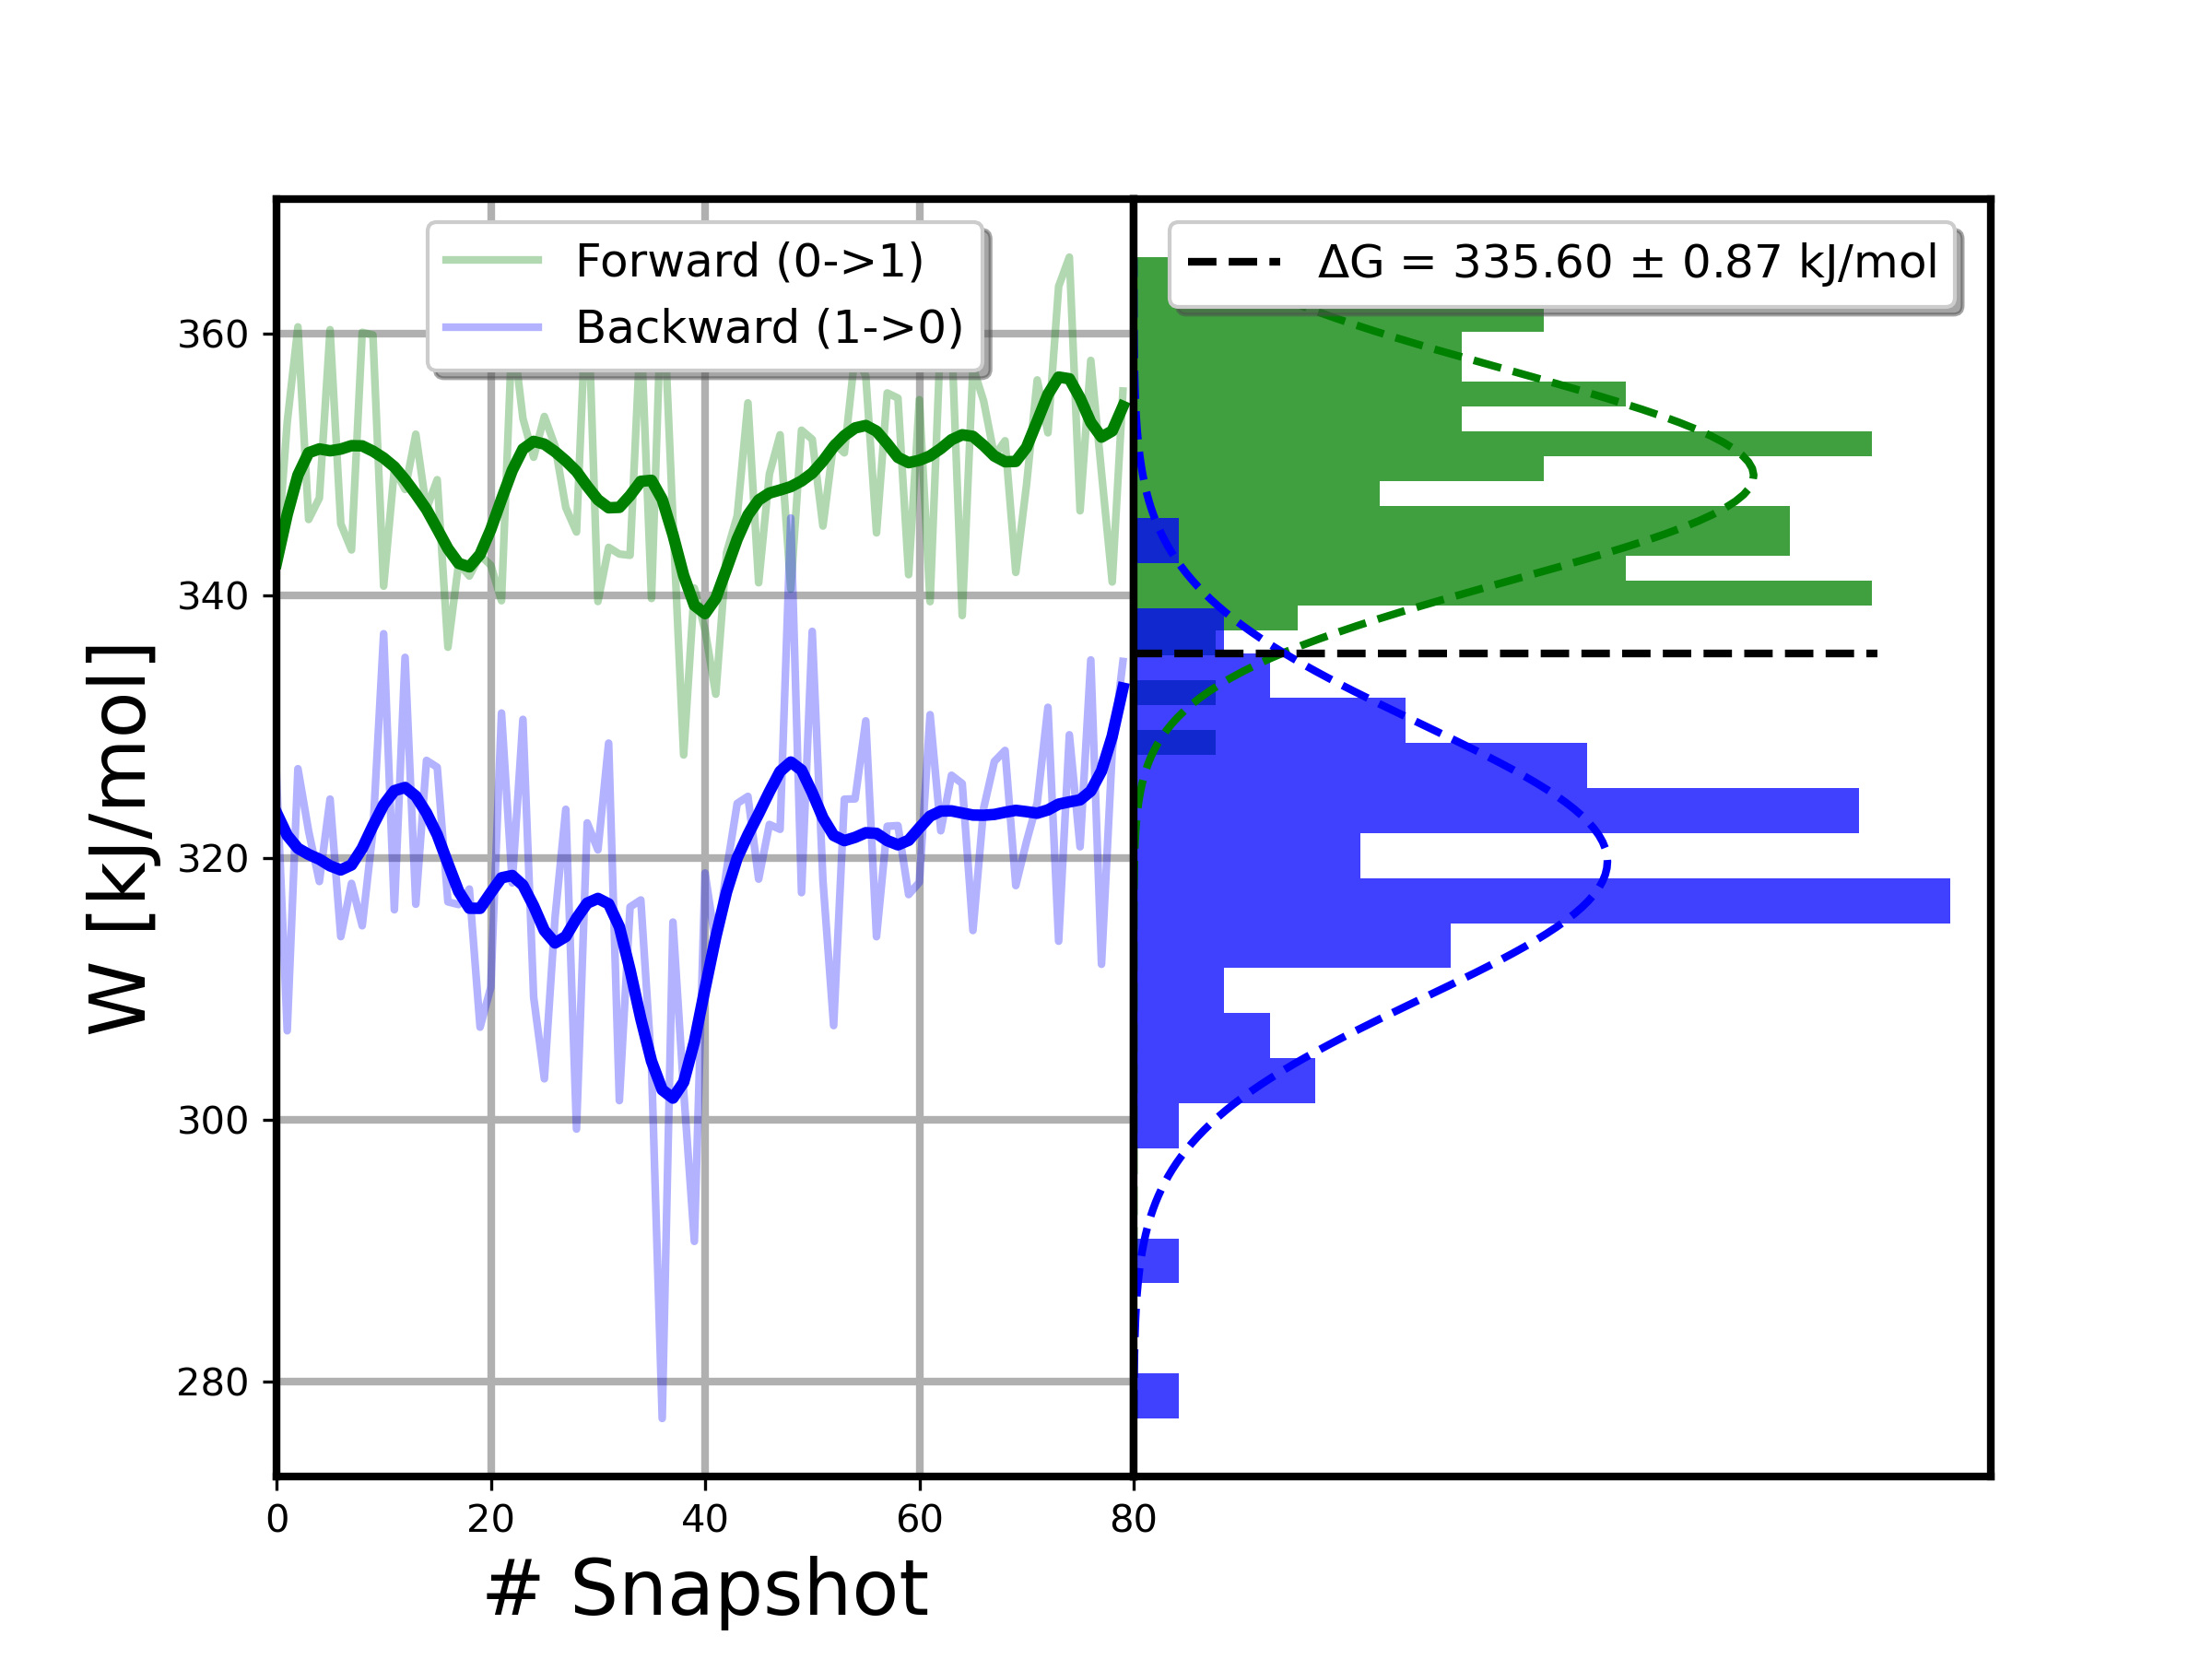 Forward (0->1)
Backward (1->0)
ΔG = 335.60 ± 0.87 kJ/mol
W [kJ/mol]
360
340
320
300
280
0 20 40 60 80
# Snapshot